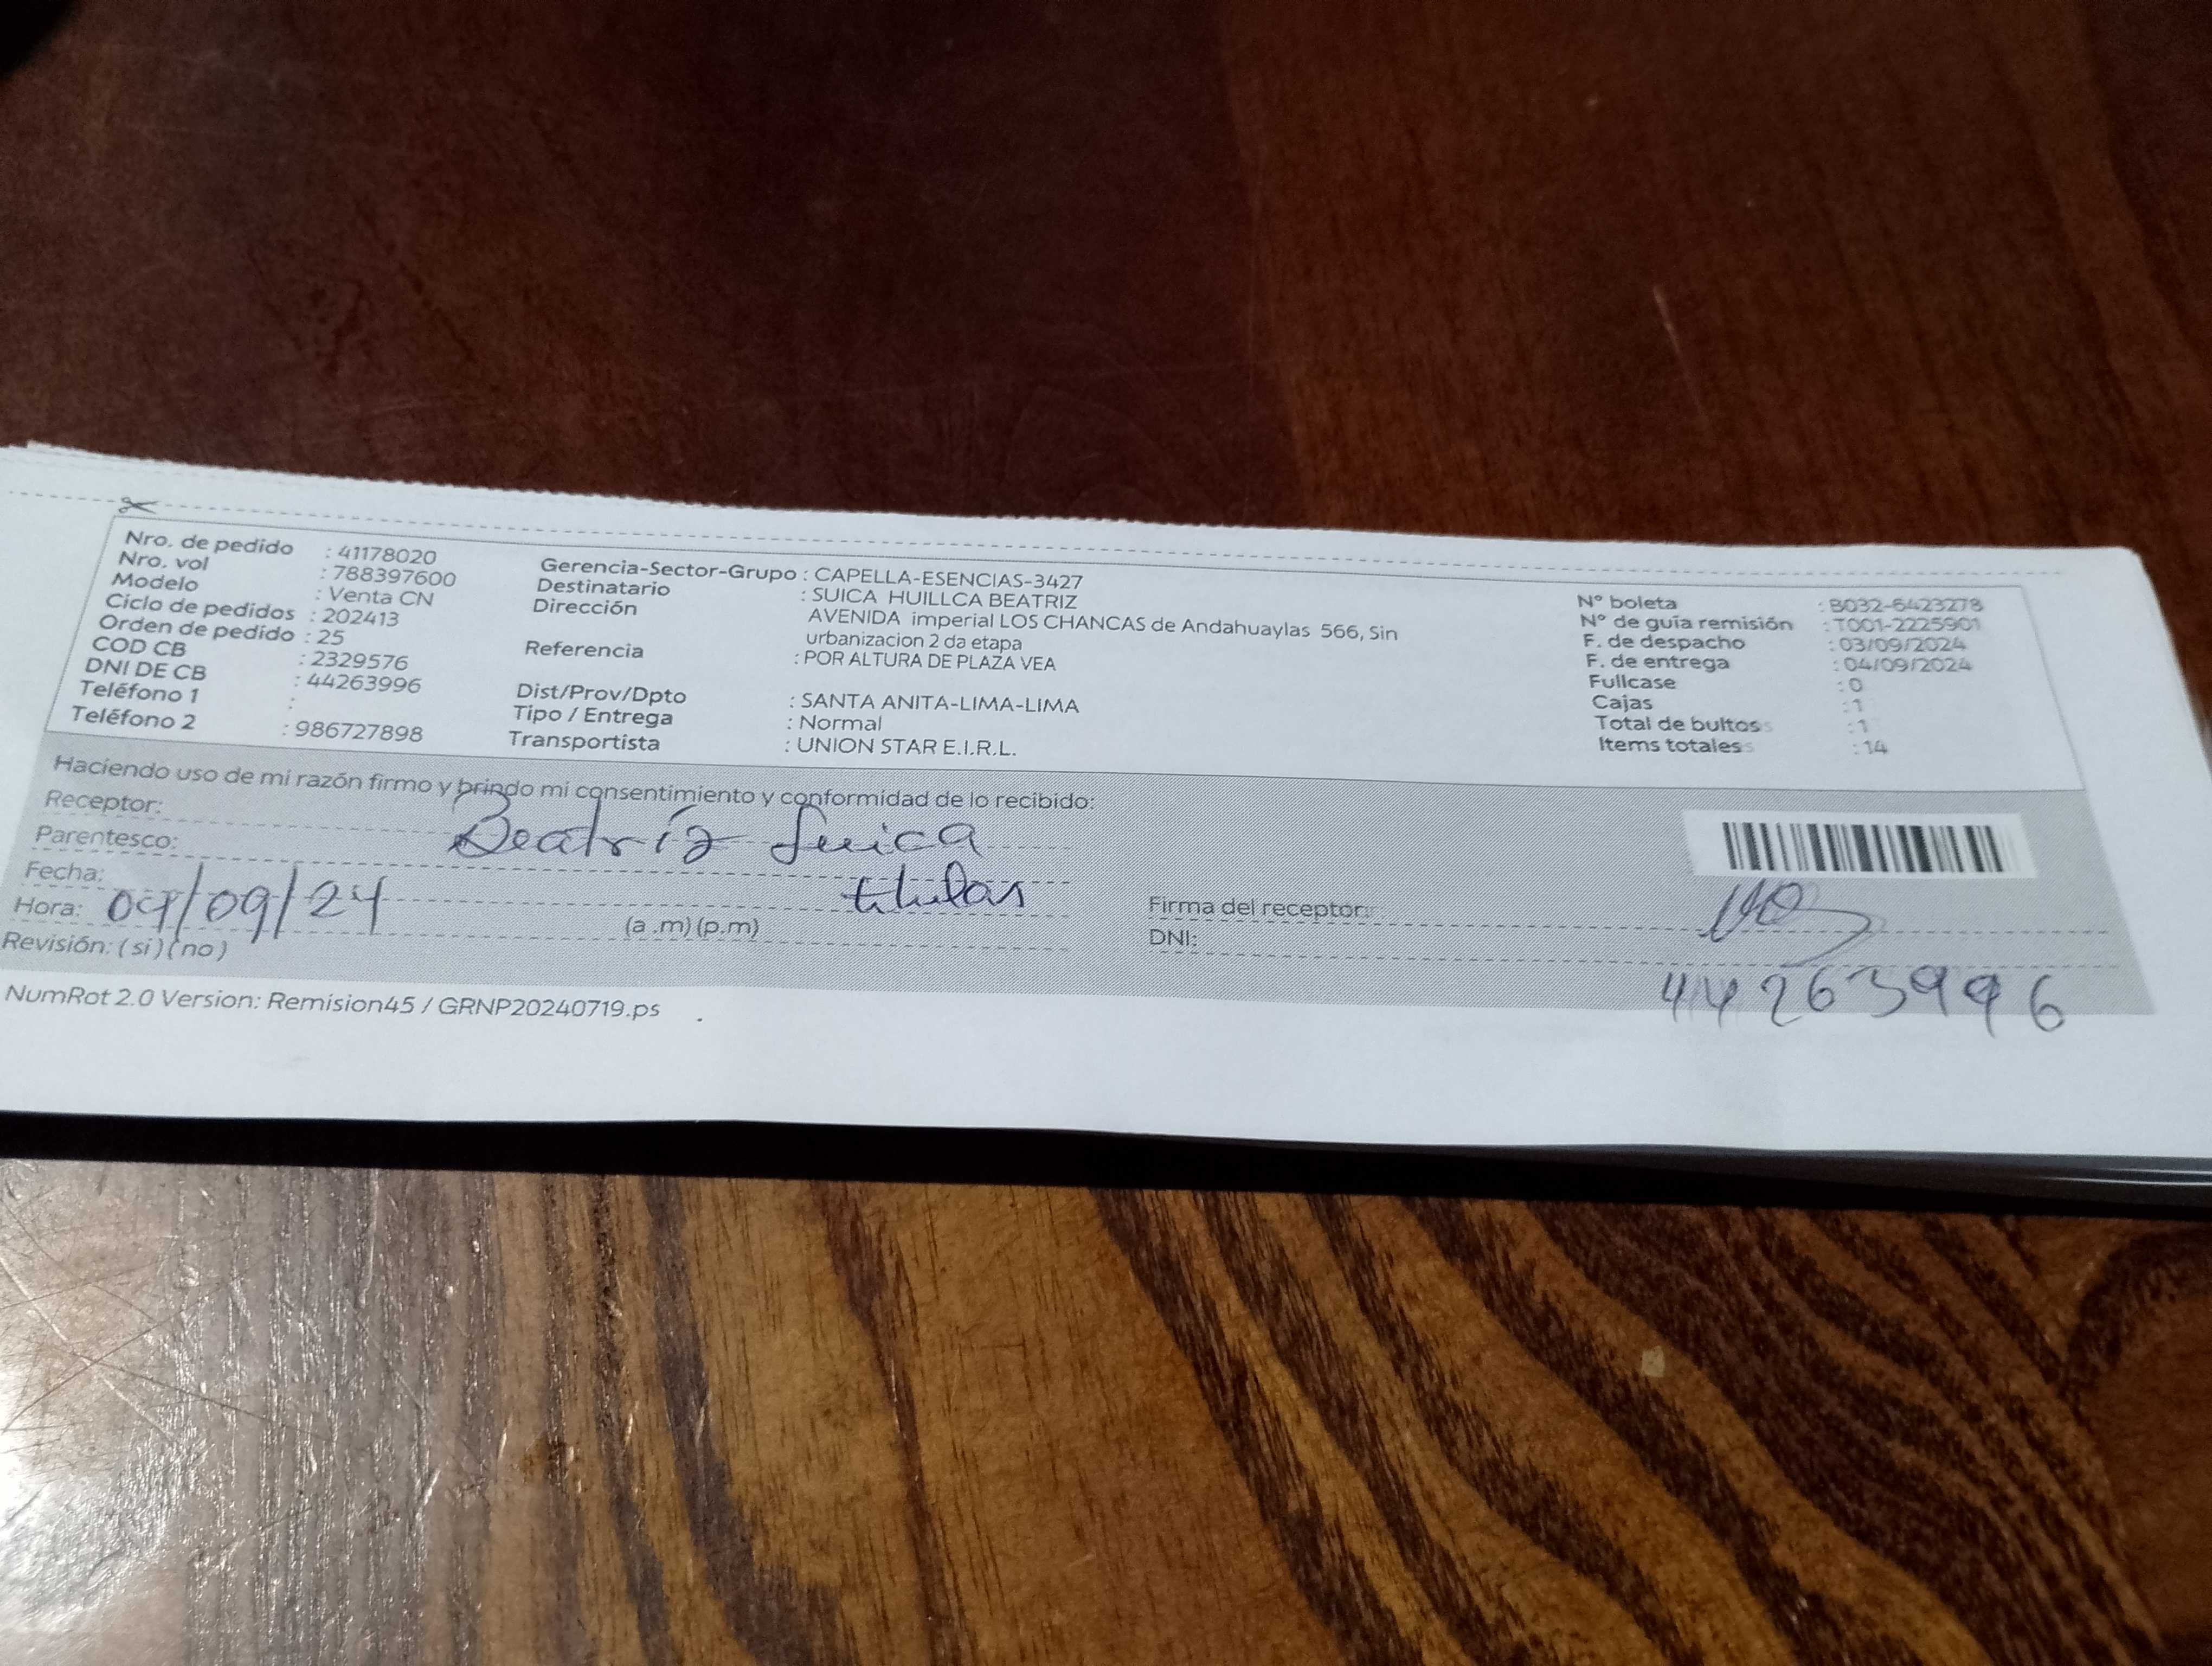 Nro. de pedido : 41178020
Nro. vol : 788397600
Modelo : Venta CN
Ciclo de pedidos : 202413
Orden de pedido : 25
COD CB : 2329576
DNI DE CB : 44263996
Teléfono 1 :
Teléfono 2 : 986727898
Gerencia-Sector-Grupo : CAPELLA-ESENCIAS-3427
Destinatario : SUICA HUILLCA BEATRIZ
Dirección AVENIDA imperial LOS CHANCAS de Andahuaylas 566, Sin
urbanizacion 2 da etapa
Referencia : POR ALTURA DE PLAZA VEA
Dist/Prov/Dpto : SANTA ANITA-LIMA-LIMA
Tipo / Entrega : Normal
Transportista : UNION STAR E.I.R.L.
N° boleta : B032-6423278
N° de guía remisión : T001-2225901
F. de despacho : 03/09/2024
F. de entrega : 04/09/2024
Fullcase : 0
Cajas : 1
Total de bultos : 1
Items totales : 14
Haciendo uso de mi razón firmo y brindo mi consentimiento y conformidad de lo recibido:
Receptor: Beatriz Suica
Parentesco: titular
Fecha: 04/09/24
Hora: (a .m) (p.m)
Revisión: ( si ) ( no )
Firma del receptor:
DNI: 44263996
NumRot 2.0 Version: Remision45 / GRNP20240719.ps